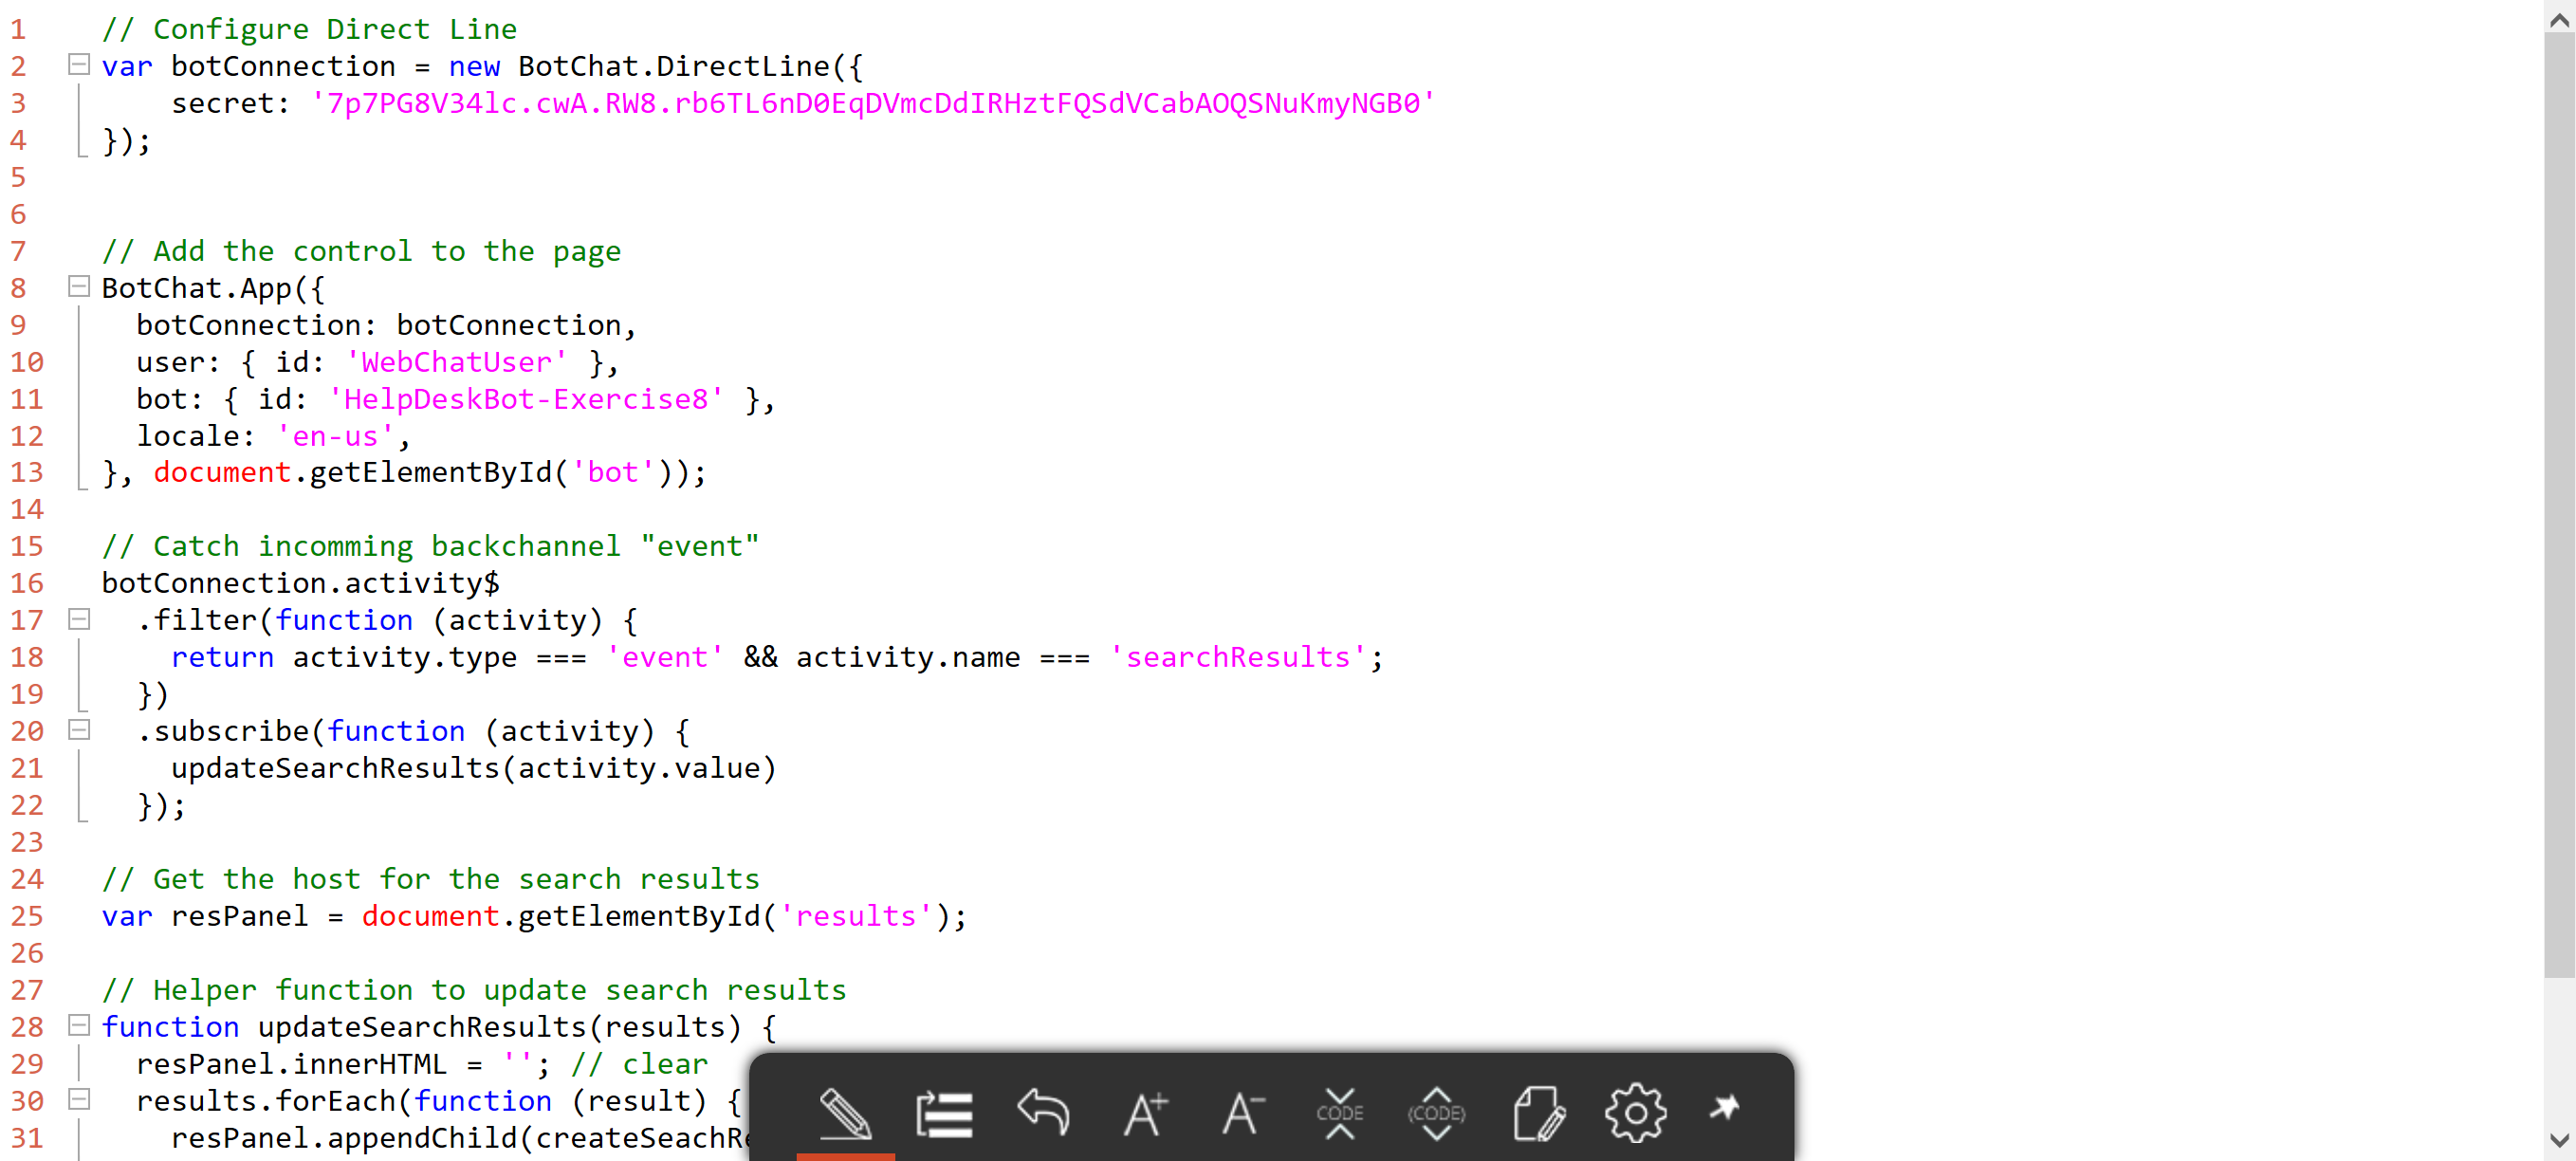 1 // Configure Direct Line
2 var botConnection = new BotChat.DirectLine({
3 secret: '7p7PG8V34lc.cwA.RW8.rb6TL6nD0EqDVmcDdIRHztFQSdVCabAOQSNuKmyNGB0'
4 });
5
6
7 // Add the control to the page
8 BotChat.App({
9 botConnection: botConnection,
10 user: { id: 'WebChatUser' },
11 bot: { id: 'HelpDeskBot-Exercise8' },
12 locale: 'en-us',
13 }, document.getElementById('bot'));
14
15 // Catch incomming backchannel "event"
16 botConnection.activity$
17 .filter(function (activity) {
18 return activity.type === 'event' && activity.name === 'searchResults';
19 })
20 .subscribe(function (activity) {
21 updateSearchResults(activity.value)
22 });
23
24 // Get the host for the search results
25 var resPanel = document.getElementById('results');
26
27 // Helper function to update search results
28 function updateSearchResults(results) {
29 resPanel.innerHTML = ''; // clear
30 results.forEach(function (result) {
31 resPanel.appendChild(createSeachRe
A+ A- CODE (CODE)